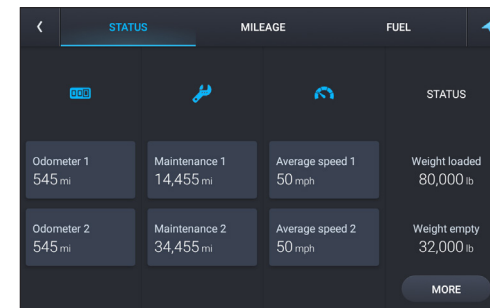 STATUS
MILEAGE
FUEL
STATUS
Odometer 1
545 mi
Maintenance 1
14,455 mi
Average speed 1
50 mph
Weight loaded
80,000 lb
Odometer 2
545 mi
Maintenance 2
34,455 mi
Average speed 2
50 mph
Weight empty
32,000 lb
MORE